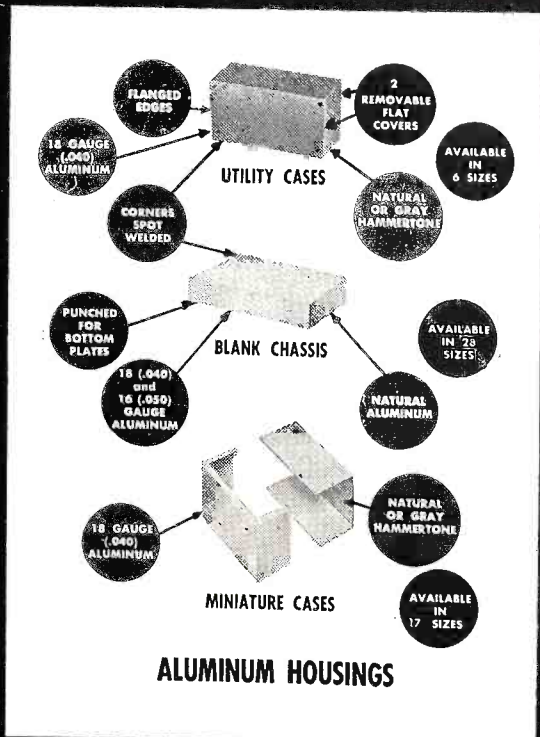 FLANGED
EDGES
2
REMOVABLE
FLAT
COVERS
18 GAUGE
(.040)
ALUMINUM
AVAILABLE
IN
6 SIZES
UTILITY CASES
CORNERS
SPOT
WELDED
NATURAL
OR GRAY
HAMMERTONE
PUNCHED
FOR
BOTTOM
PLATES
BLANK CHASSIS
AVAILABLE
IN 28
SIZES
18 (.040)
and
16 (.050)
GAUGE
ALUMINUM
NATURAL
ALUMINUM
18 GAUGE
(.040)
ALUMINUM
NATURAL
OR GRAY
HAMMERTONE
MINIATURE CASES
AVAILABLE
IN
17 SIZES
ALUMINUM HOUSINGS